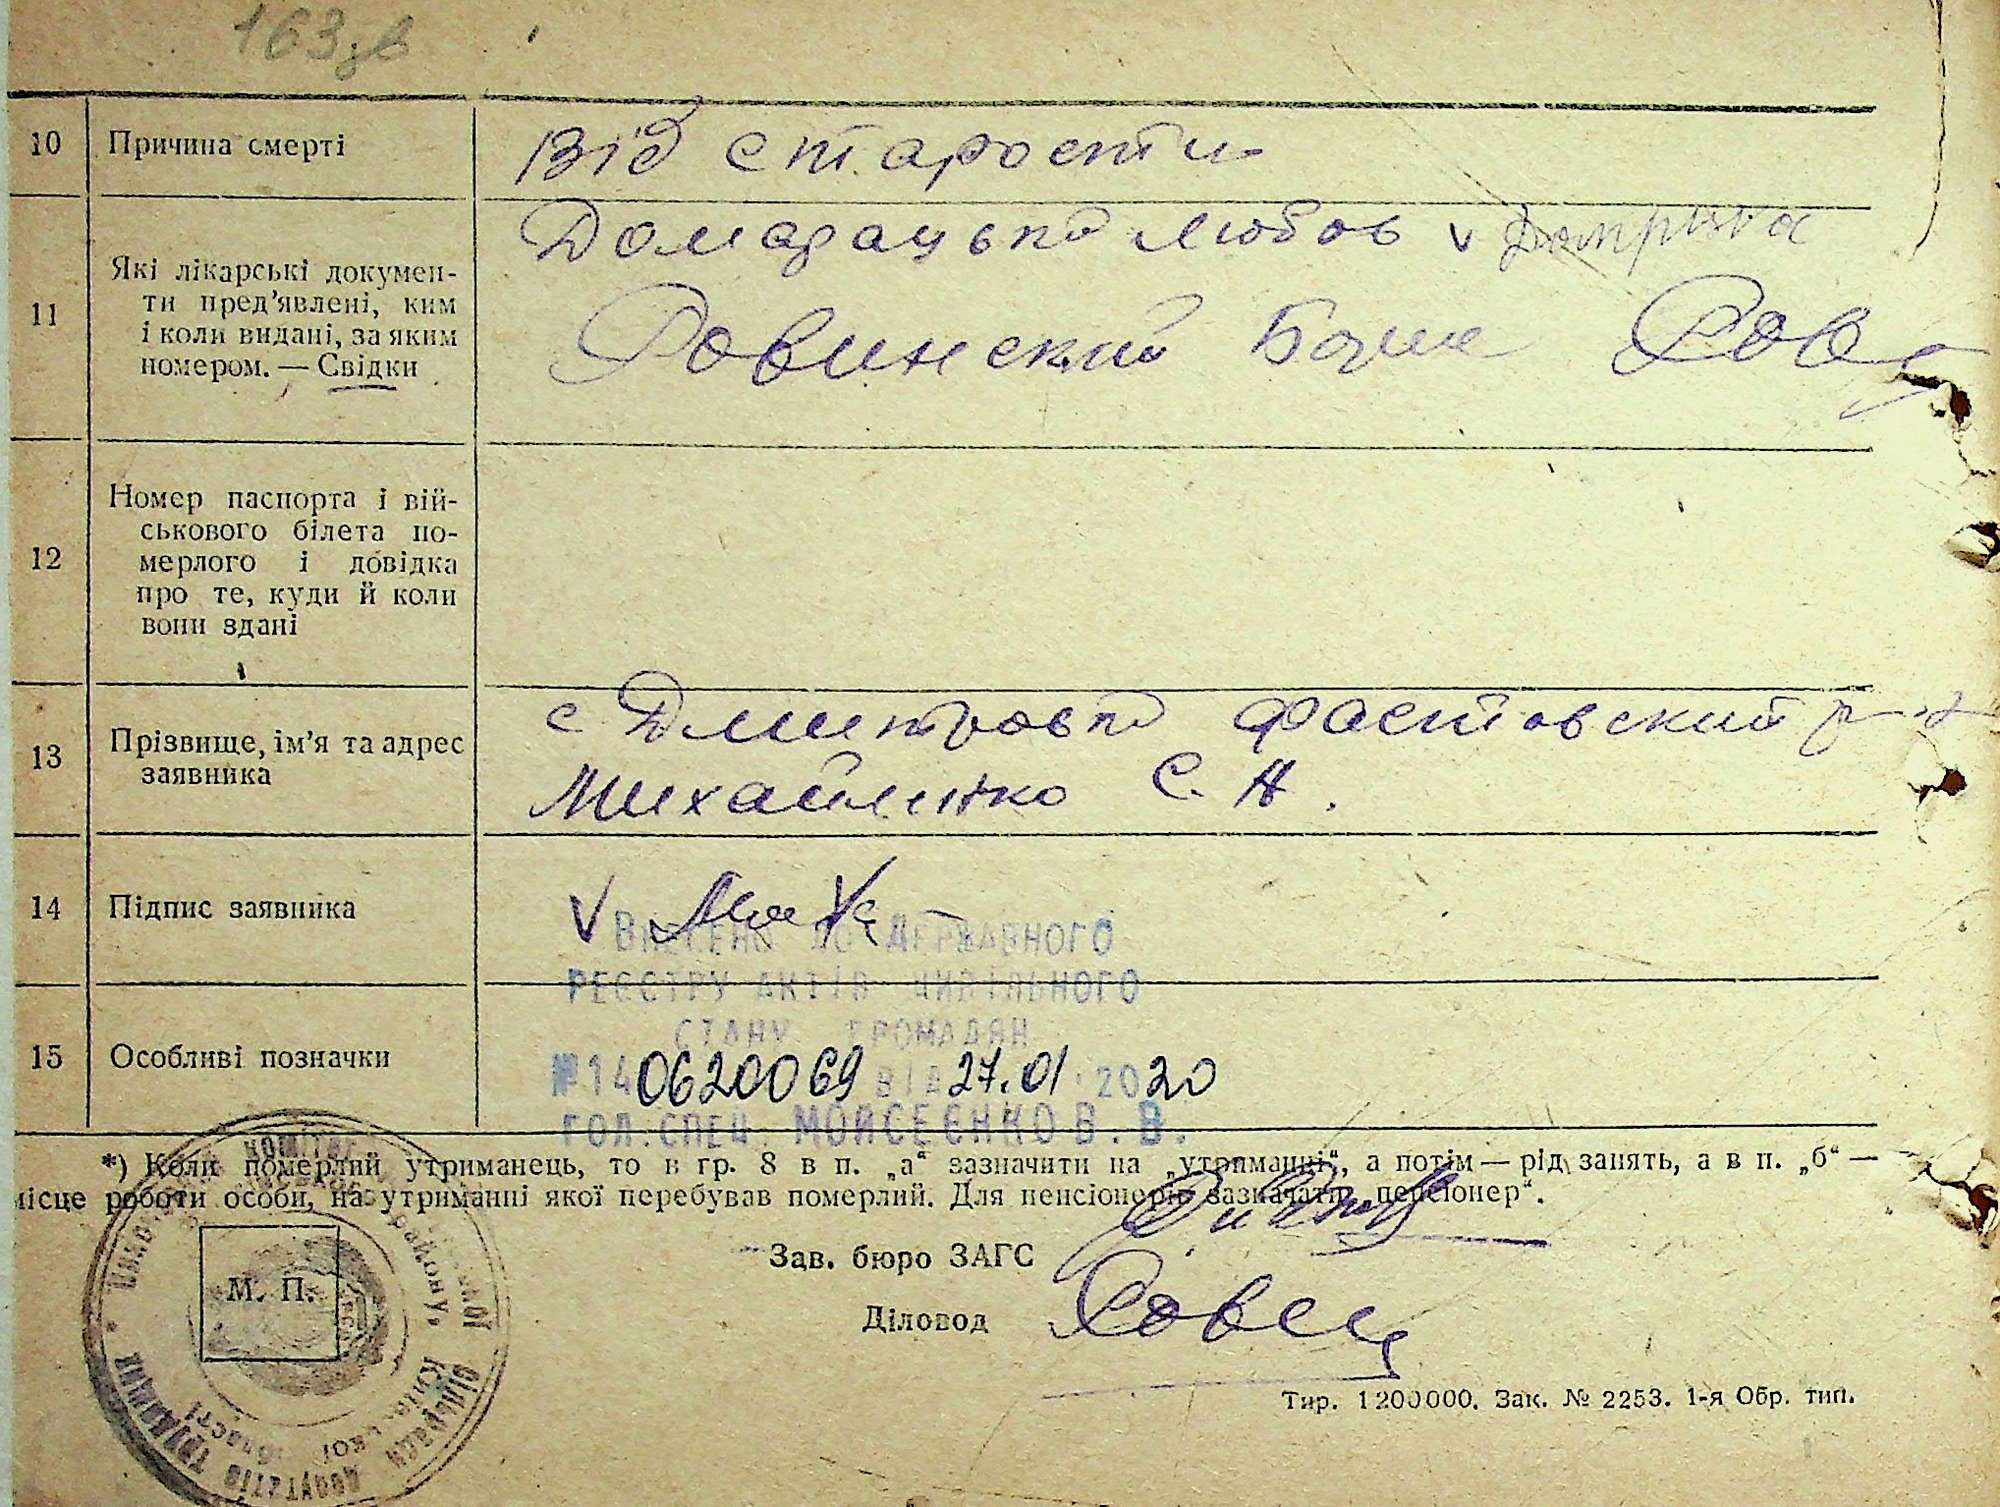 163 зв
10 Причина смерті Від старости
11 Які лікарські докумен-
ти пред’явлені, ким
і коли видані, за яким
номером. — Свідки
Домарацька Любов v
Ровинский
12 Номер паспорта і вій-
ськового білета по-
мерлого і довідка
про те, куди й коли
вони здані
13 Прізвище, ім’я та адрес
заявника
с Дмитровка Фастовский р-н
Михайленко С. Н.
14 Підпис заявника V
ВНЕСЕНО ДО ДЕРЖАВНОГО
РЕЄСТРУ АКТІВ ЦИВІЛЬНОГО
СТАНУ ГРОМАДЯН
15 Особливі позначки
№ 140620069 від 27.01.2020
ГОЛ.СПЕЦ. МОЙСЕЄНКО В. В.
*) Коли померлий утриманець, то в гр. 8 в п. „а“ зазначити на „утриманні“, а потім — рід занять, а в п. „б“ —
місце роботи особи, на утриманні якої перебував померлий. Для пенсіонерів зазначати „пенсіонер“.
Зав. бюро ЗАГС
М. П.
Діловод
Тир. 1200000. Зак. № 2253. 1-я Обр. тип.